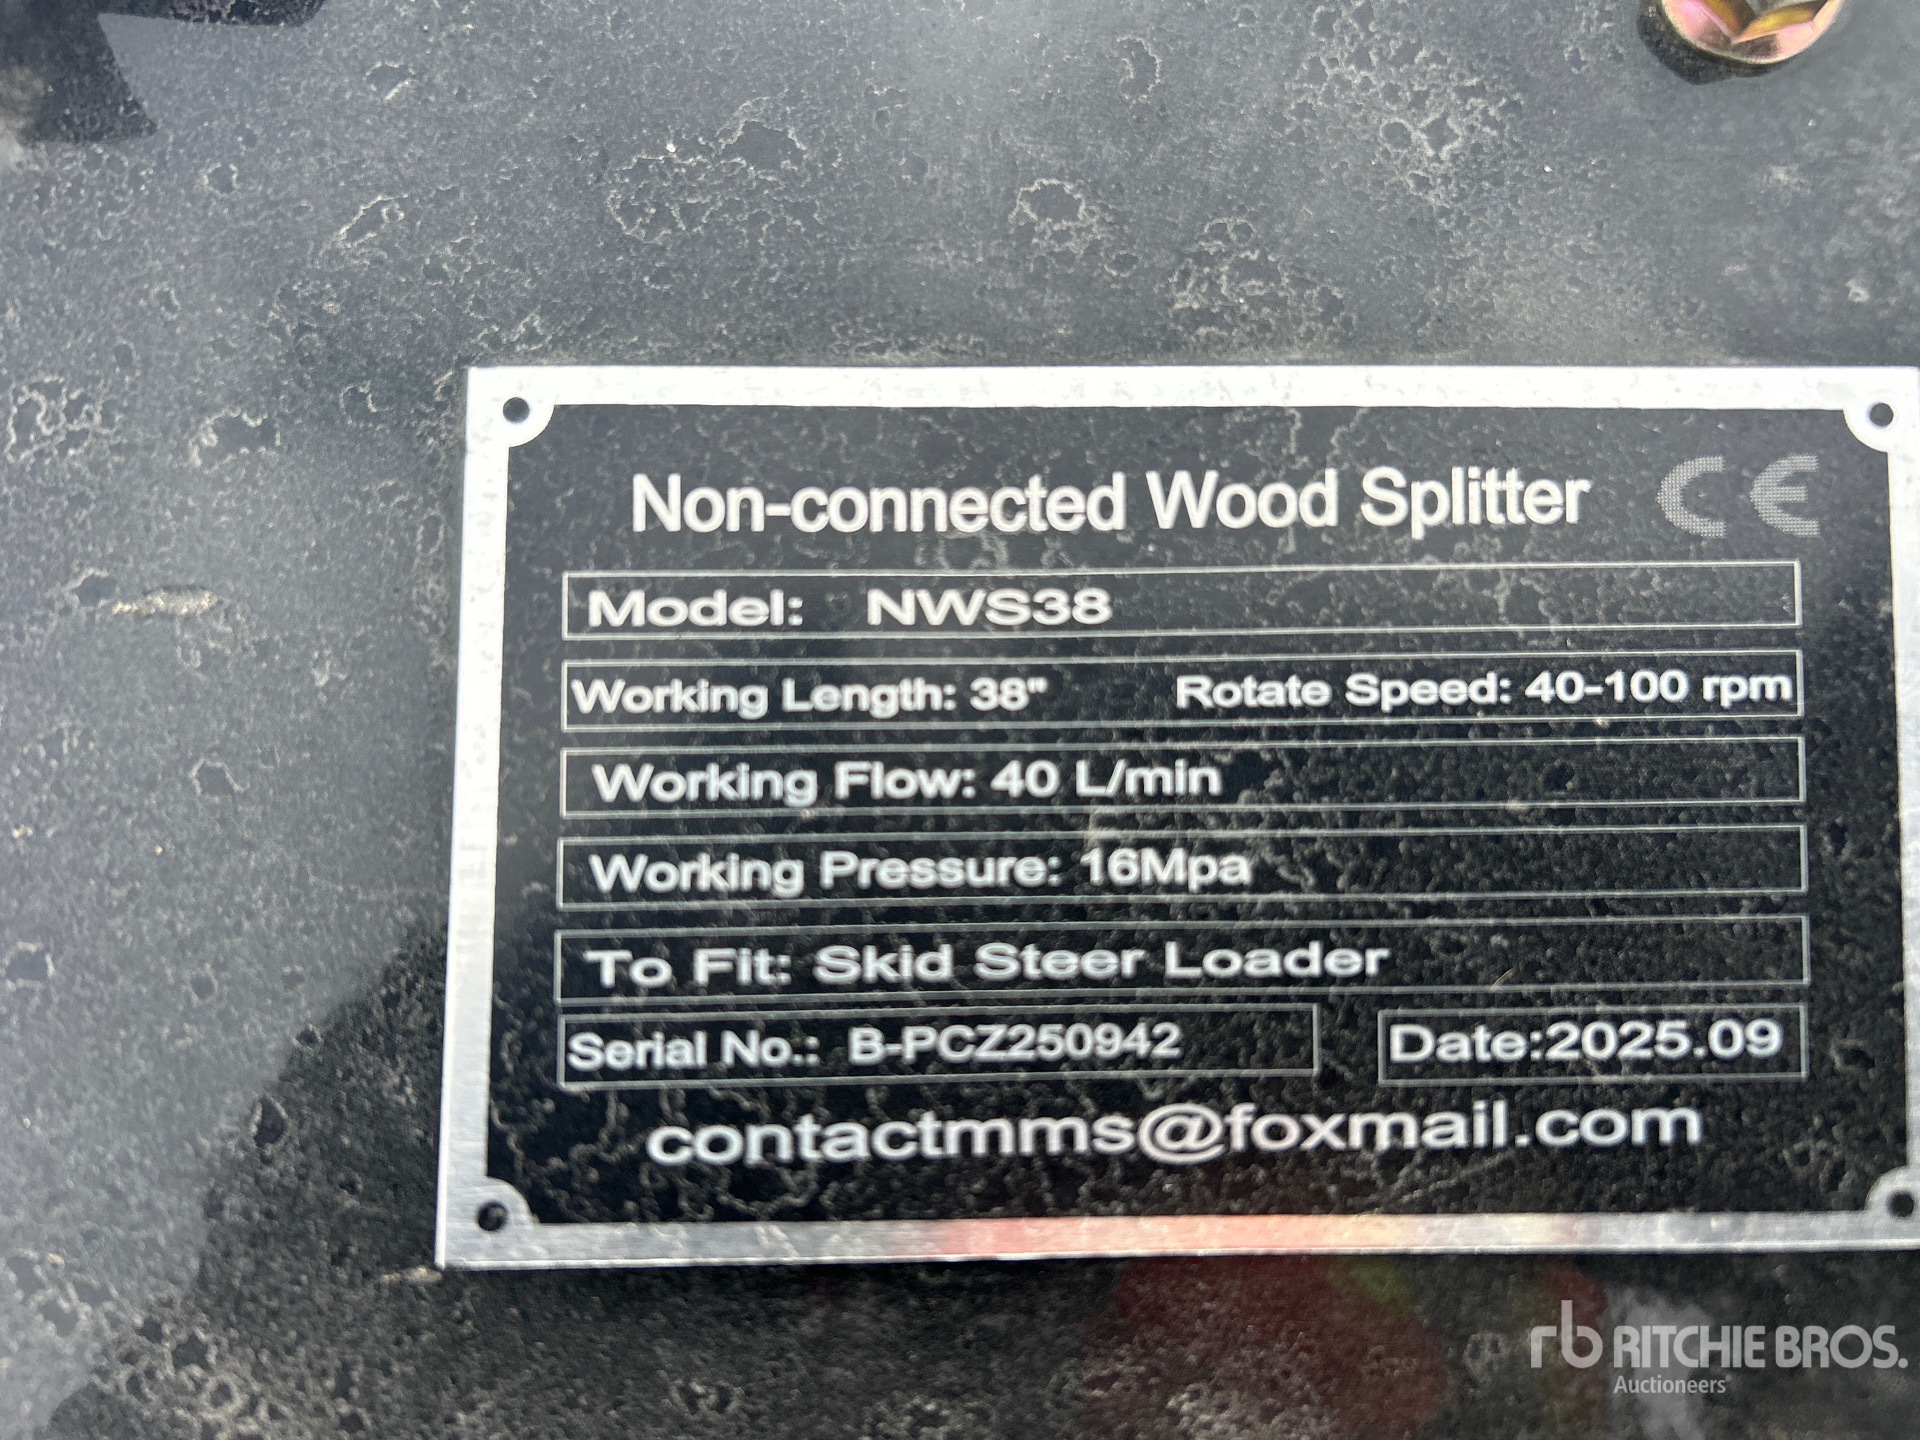 Non-connected Wood Splitter CE
Model: NWS38
Working Length: 38" Rotate Speed: 40-100 rpm
Working Flow: 40 L/min
Working Pressure: 16Mpa
To Fit: Skid Steer Loader
Serial No.: B-PCZ250942 Date:2025.09
contactmms@foxmail.com
rb RITCHIE BROS.
Auctioneers